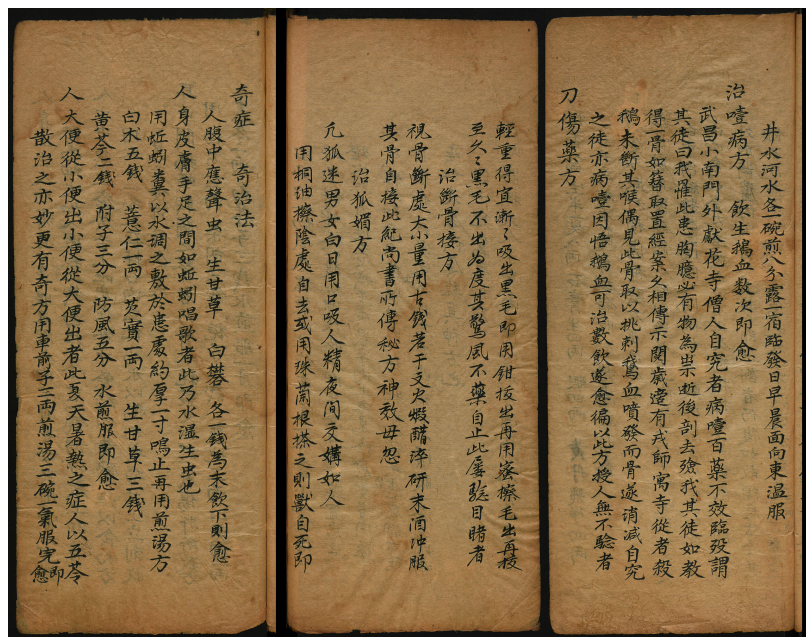 井水河水各一碗煎八分露一宿臨發日早晨面向東溫服
治噎病方　飲生鵝血数次即愈
武昌小南門外獻花寺僧人自究者病噎百藥不效臨殁謂
其徒曰我罹此患胸臆必有物為祟逝後剖去殮我其徒如教
得一骨如簪取置經案久相傳示閱歲遭有戎師寓寺從者殺
鵝未斷其喉偶見此骨取以挑刺鵝血噴發而骨遂消減自究
之徒亦病噎因悟鵝血可治數飲遂愈徧以此方授人無不驗者
刀傷藥方
輕重得宜漸〻吸出黑毛即用鉗拔出再用蜜擦毛出再授
至久〻黑毛不出為度其驚風不藥自止此屡驗目睹者
治斷骨接方
視骨斷處大小量用古錢若干文火煅醋淬研末酒冲服
其骨自接此紀尚書所傳秘方神效毋忽
治狐媚方
凢狐迷男女白日用口吸人精夜间交媾如人
用桐油擦陰處自去或用珠蘭根搽之則獸自死即
奇症　奇治法
人腹中應聲虫　生甘草　白礬　各一錢為末飲下則愈
人身皮膚手足之間如蚯蚓唱歌者此乃水濕生虫也
用蚯蚓糞以水调之敷於患處約厚一寸鳴止再用煎湯方
白术五錢　薏仁一兩　芡實一兩　生甘草三錢
黄芩二錢　附子三分　防風五分　水煎服即愈
人大便從小便出小便從大便出者此夏天暑熱之症人以五苓
散治之亦妙更有奇方用車前子三两煎湯三碗一氣服完即愈